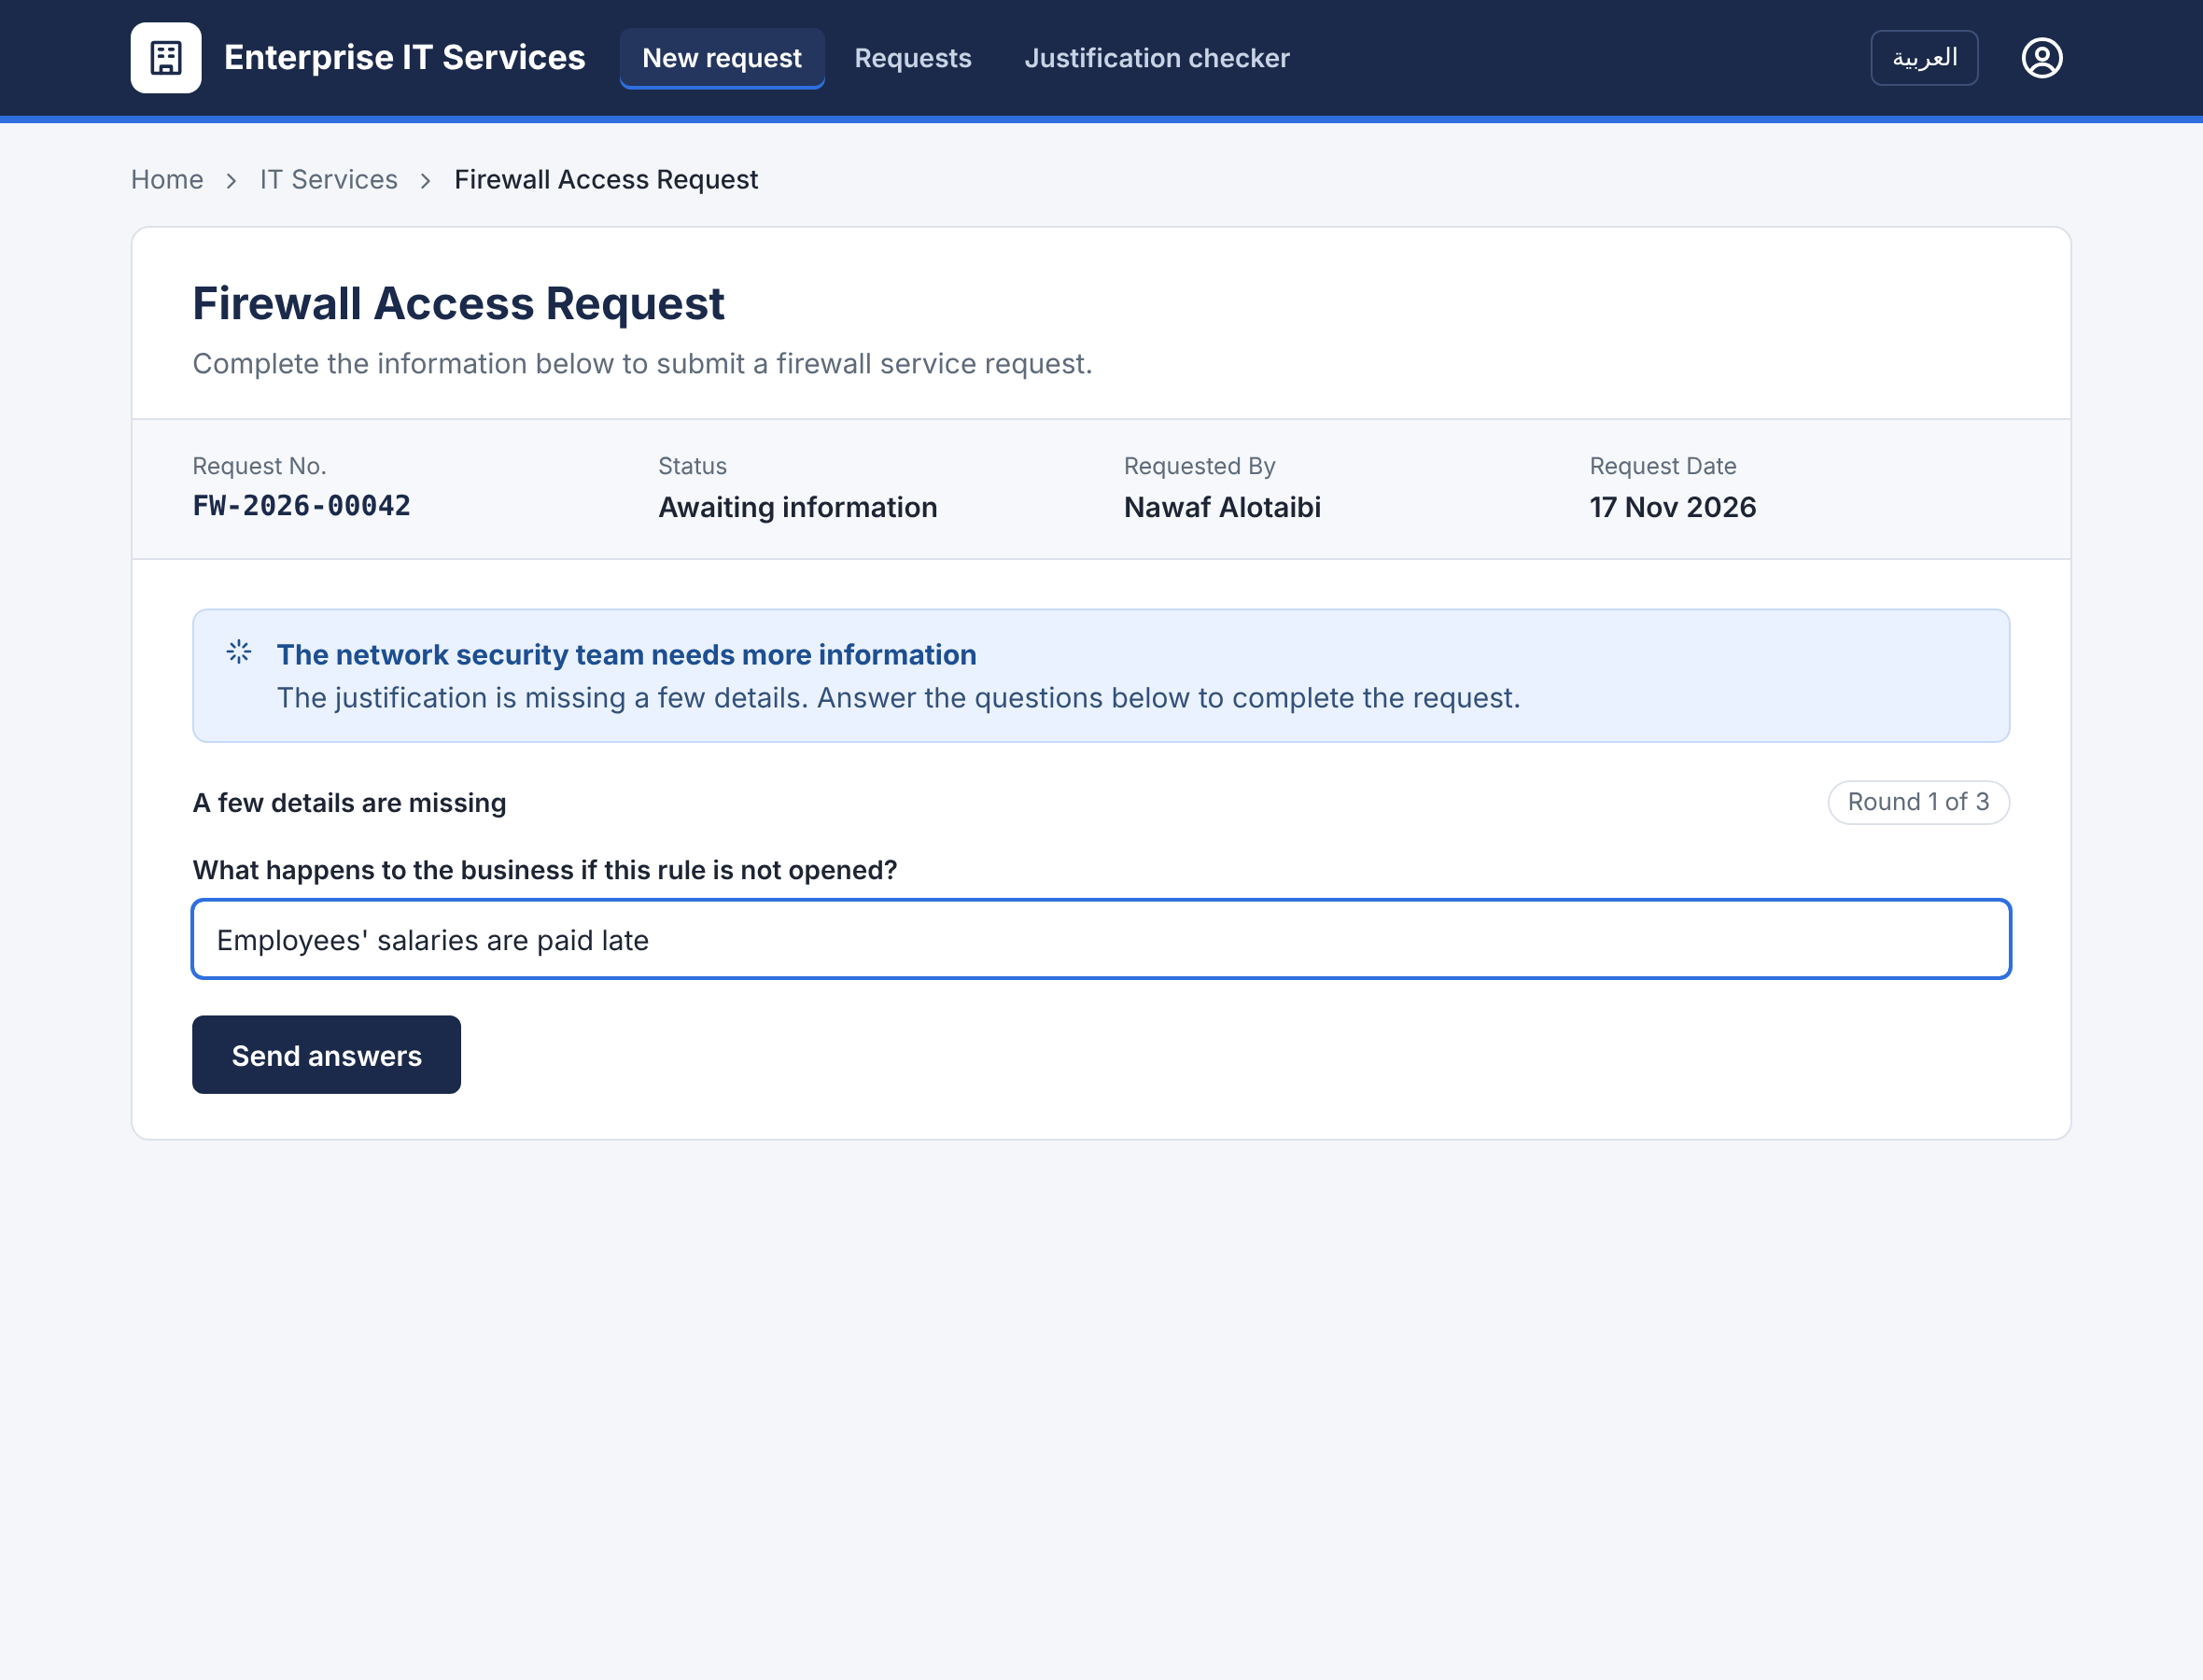 Enterprise IT Services
New request
Requests
Justification checker
العربية
Home > IT Services > Firewall Access Request
Firewall Access Request
Complete the information below to submit a firewall service request.
Request No.
FW-2026-00042
Status
Awaiting information
Requested By
Nawaf Alotaibi
Request Date
17 Nov 2026
The network security team needs more information
The justification is missing a few details. Answer the questions below to complete the request.
A few details are missing
Round 1 of 3
What happens to the business if this rule is not opened?
Employees' salaries are paid late
Send answers